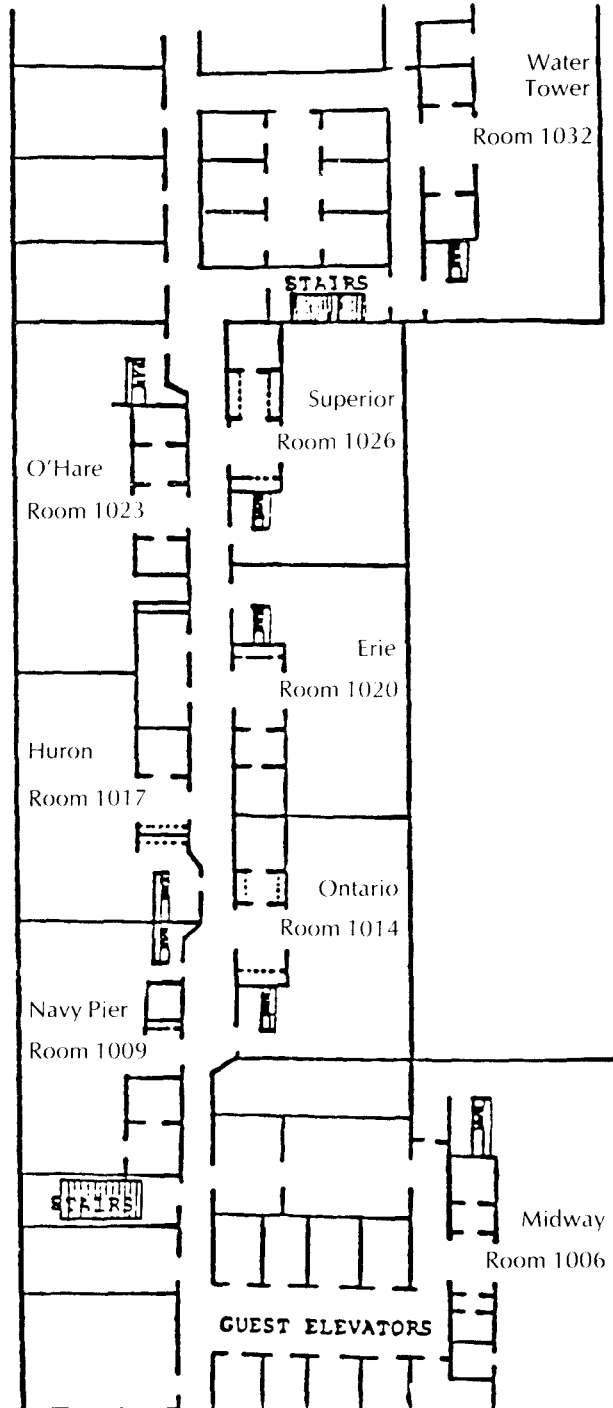 Water
Tower
Room 1032
STAIRS
Superior
Room 1026
O'Hare
Room 1023
Erie
Room 1020
Huron
Room 1017
Ontario
Room 1014
Navy Pier
Room 1009
STAIRS
Midway
Room 1006
GUEST ELEVATORS